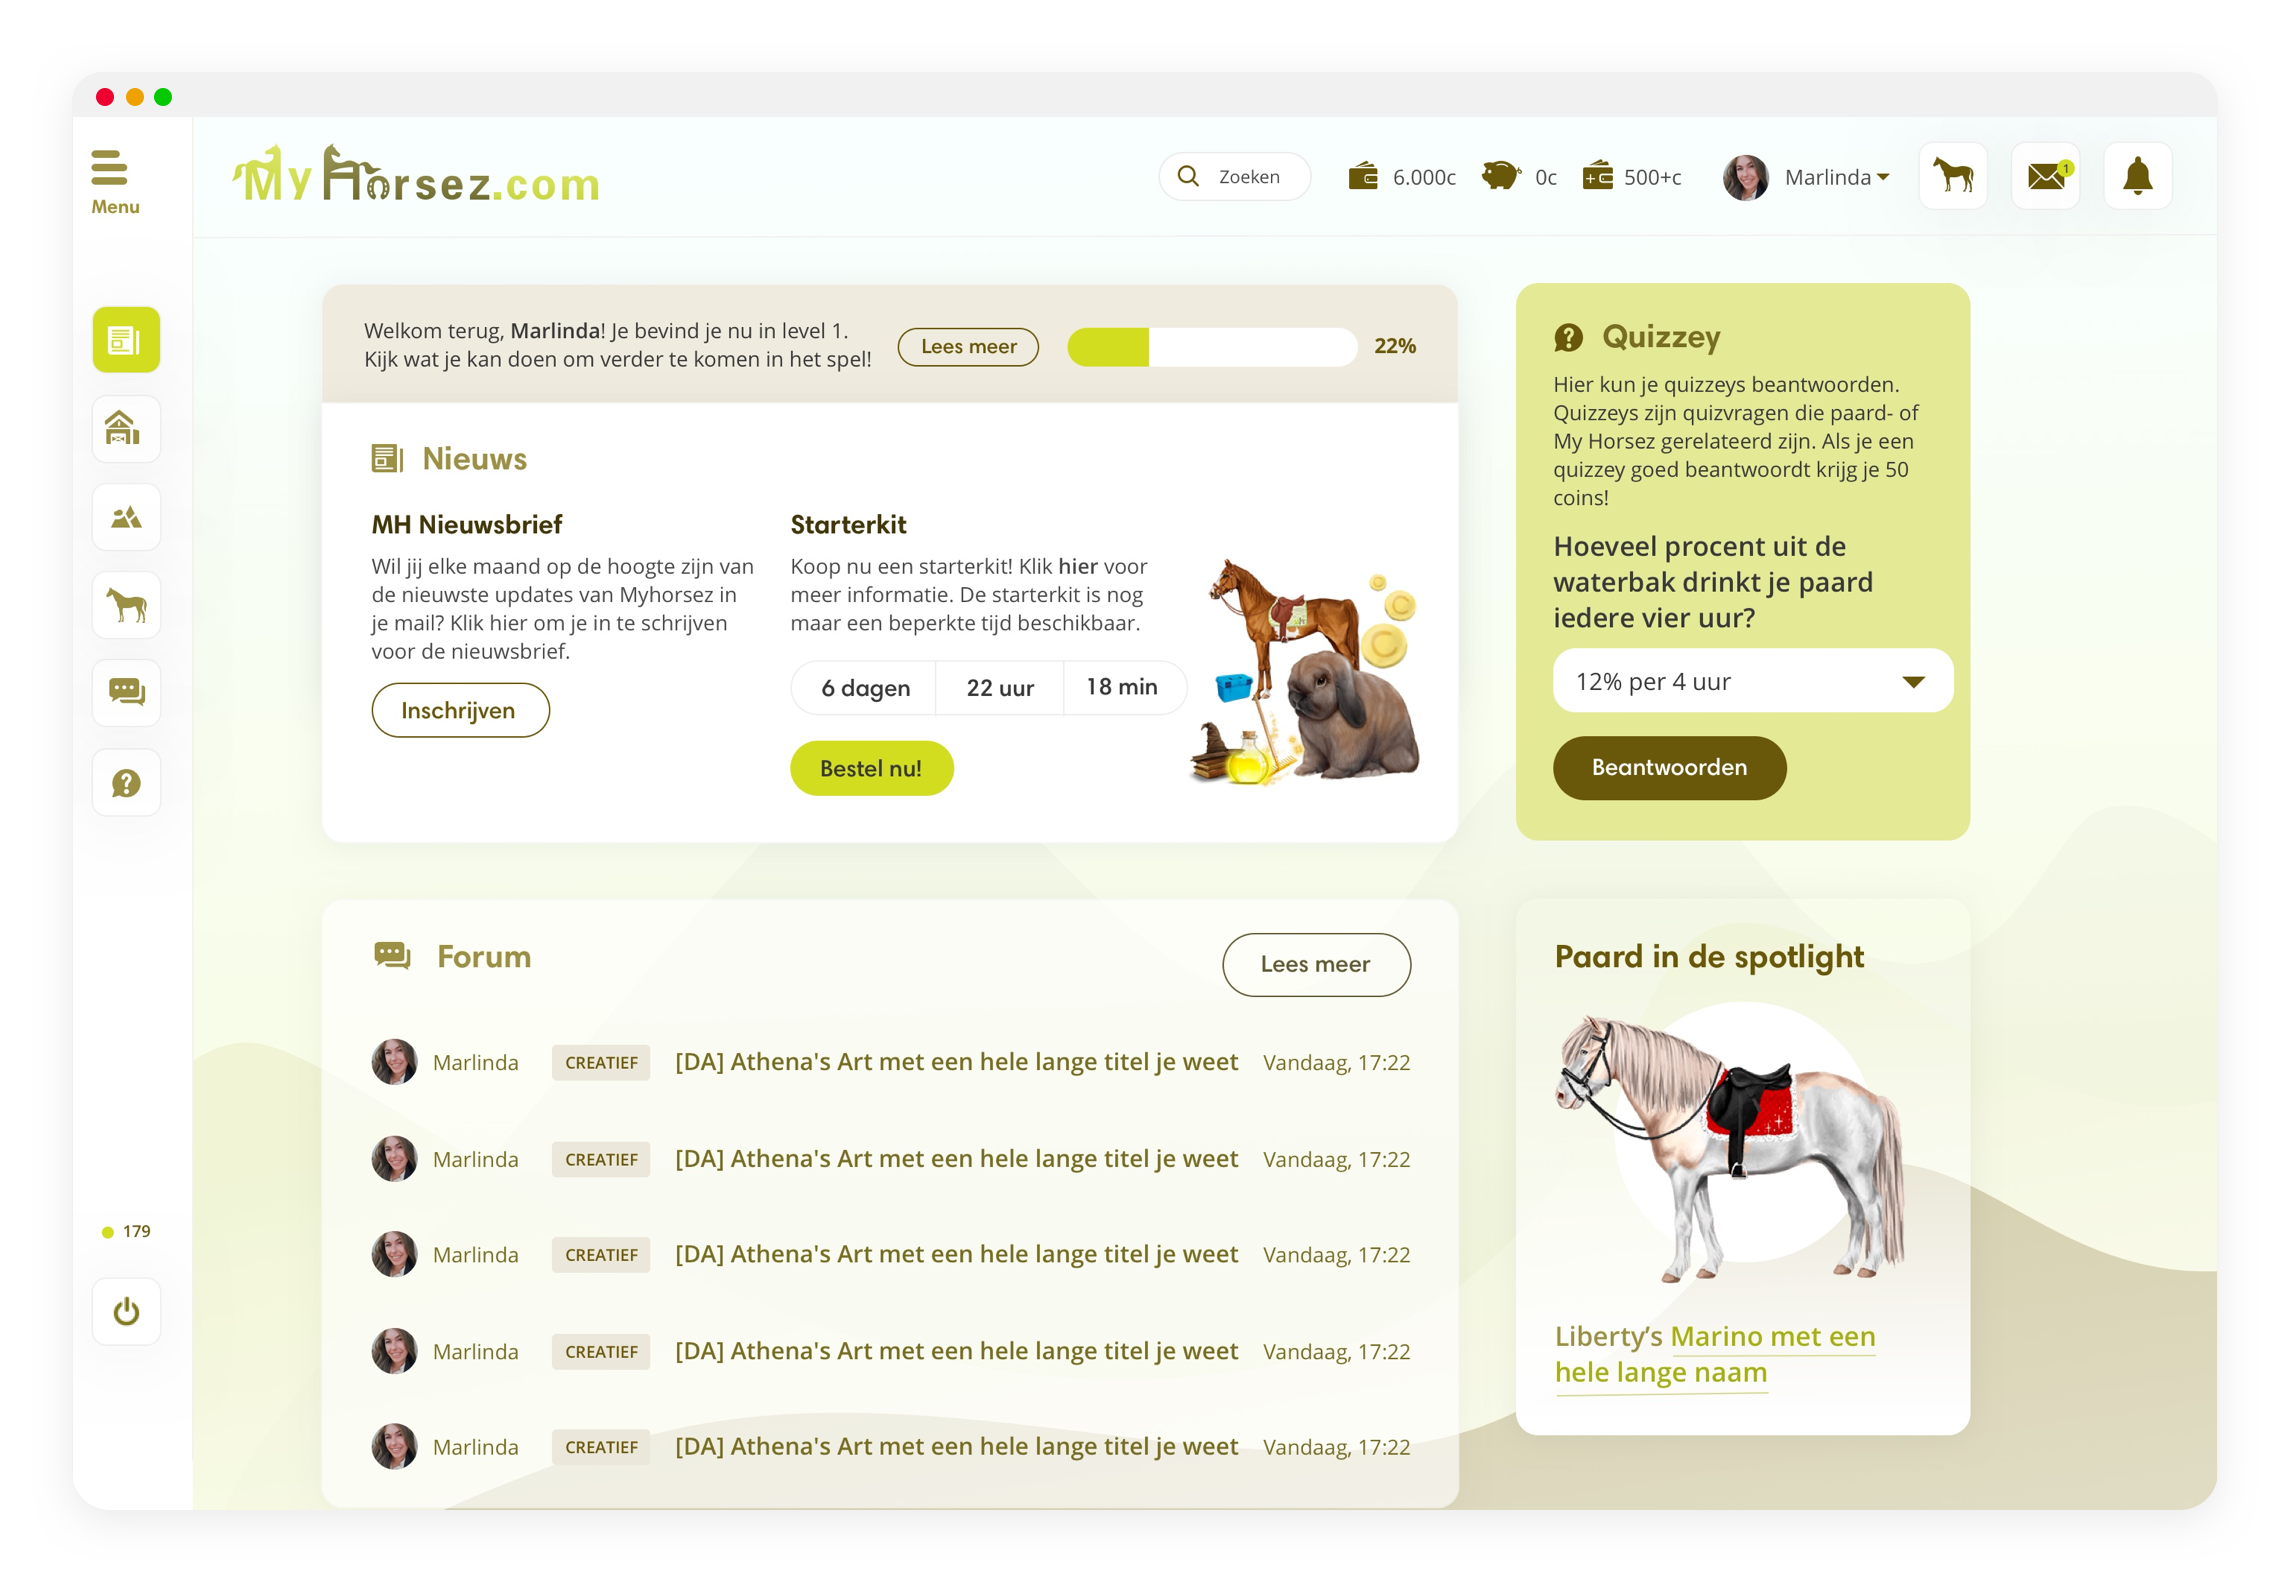 Menu
MyHorsez.com
Zoeken
6.000c
0c
500+c
Marlinda
1
179
Welkom terug, Marlinda! Je bevind je nu in level 1.
Kijk wat je kan doen om verder te komen in het spel!
Lees meer
22%
Nieuws
MH Nieuwsbrief
Wil jij elke maand op de hoogte zijn van
de nieuwste updates van Myhorsez in
je mail? Klik hier om je in te schrijven
voor de nieuwsbrief.
Inschrijven
Starterkit
Koop nu een starterkit! Klik hier voor
meer informatie. De starterkit is nog
maar een beperkte tijd beschikbaar.
6 dagen
22 uur
18 min
Bestel nu!
Quizzey
Hier kun je quizzeys beantwoorden.
Quizzeys zijn quizvragen die paard- of
My Horsez gerelateerd zijn. Als je een
quizzey goed beantwoordt krijg je 50
coins!
Hoeveel procent uit de
waterbak drinkt je paard
iedere vier uur?
12% per 4 uur
Beantwoorden
Forum
Lees meer
Marlinda CREATIEF [DA] Athena's Art met een hele lange titel je weet Vandaag, 17:22
Marlinda CREATIEF [DA] Athena's Art met een hele lange titel je weet Vandaag, 17:22
Marlinda CREATIEF [DA] Athena's Art met een hele lange titel je weet Vandaag, 17:22
Marlinda CREATIEF [DA] Athena's Art met een hele lange titel je weet Vandaag, 17:22
Marlinda CREATIEF [DA] Athena's Art met een hele lange titel je weet Vandaag, 17:22
Paard in de spotlight
Liberty’s Marino met een
hele lange naam